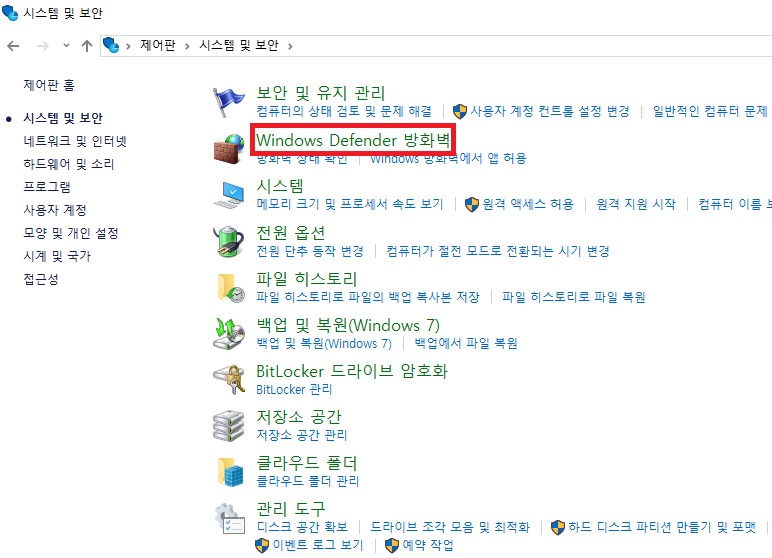 시스템 및 보안
제어판 시스템 및 보안
제어판 홈
시스템 및 보안
네트워크 및 인터넷
하드웨어 및 소리
프로그램
사용자 계정
모양 및 개인 설정
시계 및 국가
접근성
보안 및 유지 관리
컴퓨터의 상태 검토 및 문제 해결 사용자 계정 컨트롤 설정 변경 일반적인 컴퓨터 문제
Windows Defender 방화벽
방화벽 상태 확인 Windows 방화벽에서 앱 허용
시스템
메모리 크기 및 프로세서 속도 보기 원격 액세스 허용 원격 지원 시작 컴퓨터 이름 보
전원 옵션
전원 단추 동작 변경 컴퓨터가 절전 모드로 전환되는 시기 변경
파일 히스토리
파일 히스토리로 파일의 백업 복사본 저장 파일 히스토리로 파일 복원
백업 및 복원(Windows 7)
백업 및 복원(Windows 7) 백업에서 파일 복원
BitLocker 드라이브 암호화
BitLocker 관리
저장소 공간
저장소 공간 관리
클라우드 폴더
클라우드 폴더 관리
관리 도구
디스크 공간 확보 드라이브 조각 모음 및 최적화 하드 디스크 파티션 만들기 및 포맷
이벤트 로그 보기 예약 작업